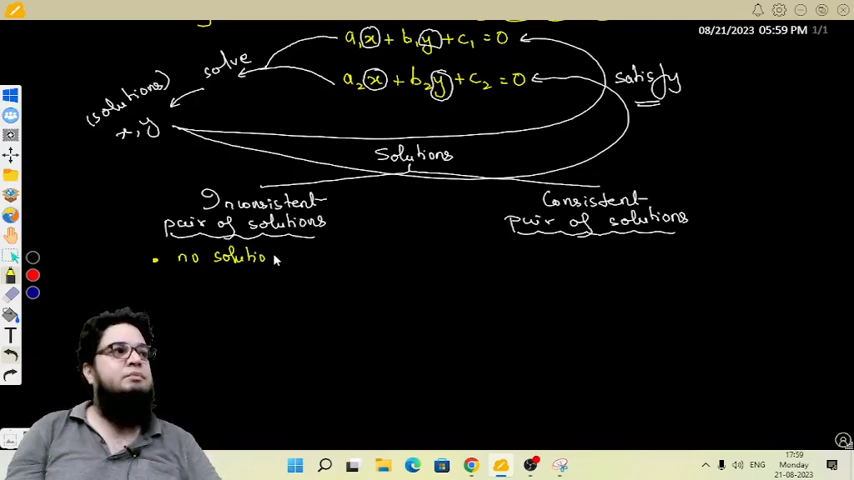 08/21/2023 05:59 PM 1/1
a₁x + b₁y + c₁ = 0
solve
a₂x + b₂y + c₂ = 0
satisfy
(solutions)
x, y
Solutions
Inconsistent
pair of solutions
Consistent
pair of solutions
• no solutio
T
ENG
17:59
Monday
21-08-2023